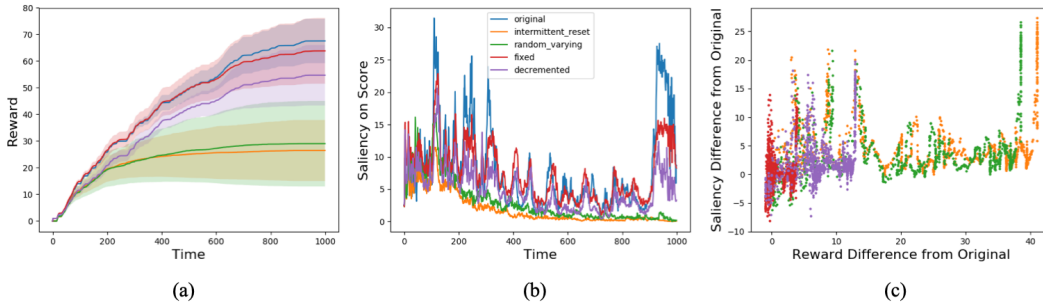 80
70
60
50
40
30
20
10
0
Reward
0 200 400 600 800 1000
Time
(a)
30
25
20
15
10
5
0
Saliency on Score
original
intermittent_reset
random_varying
fixed
decremented
0 200 400 600 800 1000
Time
(b)
25
20
15
10
5
0
−5
−10
Saliency Difference from Original
0 10 20 30 40
Reward Difference from Original
(c)